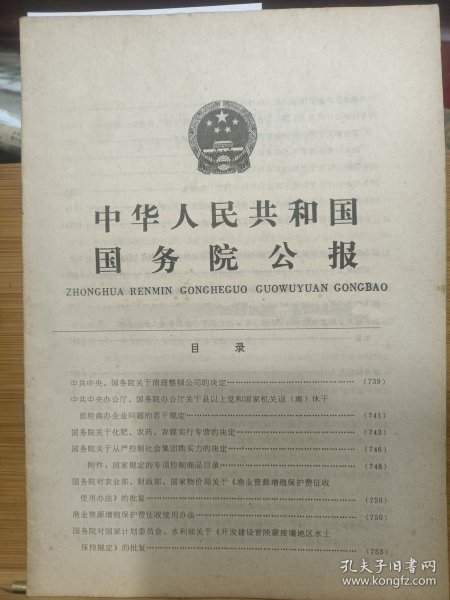 中华人民共和国
国务院公报
ZHONGHUA RENMIN GONGHEGUO GUOWUYUAN GONGBAO
目录
中共中央、国务院关于清理整顿公司的决定 (739)
中共中央办公厅、国务院办公厅关于县以上党和国家机关退（离）休干
部经商办企业问题的若干规定 (741)
国务院关于化肥、农药、农膜实行专营的决定 (743)
国务院关于从严控制社会集团购买力的决定 (746)
附件：国家规定的专项控制商品目录 (748)
国务院对农业部、财政部、国家物价局关于《渔业资源增殖保护费征收
使用办法》的批复 (750)
渔业资源增殖保护费征收使用办法 (750)
国务院对国家计划委员会、水利部关于《开发建设晋陕蒙接壤地区水土
保持规定》的批复 (753)
孔夫子旧书网
www.kongfz.com